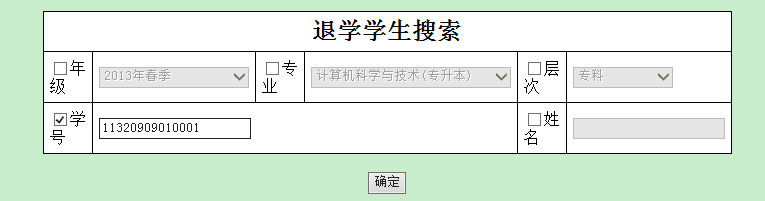 退学学生搜索
年级 2013年春季 专业 计算机科学与技术(专升本) 层次 专科
学号 11320909010001 姓名
确定